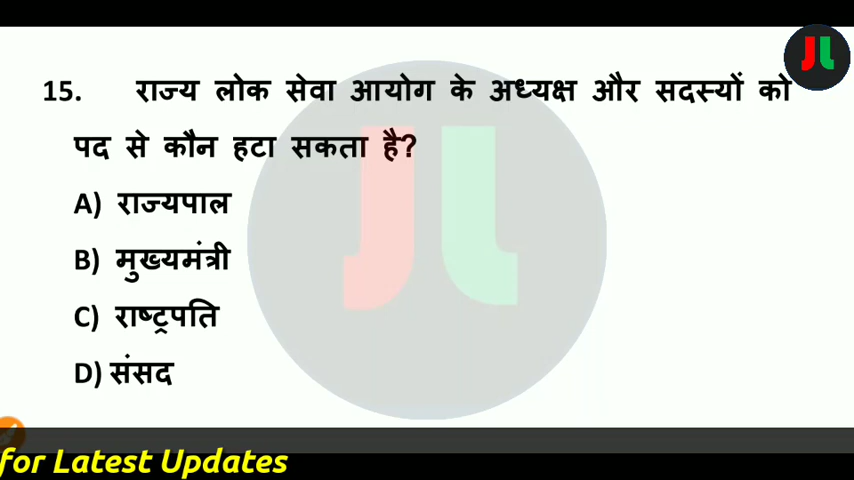 15. राज्य लोक सेवा आयोग के अध्यक्ष और सदस्यों को
पद से कौन हटा सकता है?
A) राज्यपाल
B) मुख्यमंत्री
C) राष्ट्रपति
D) संसद
for Latest Updates